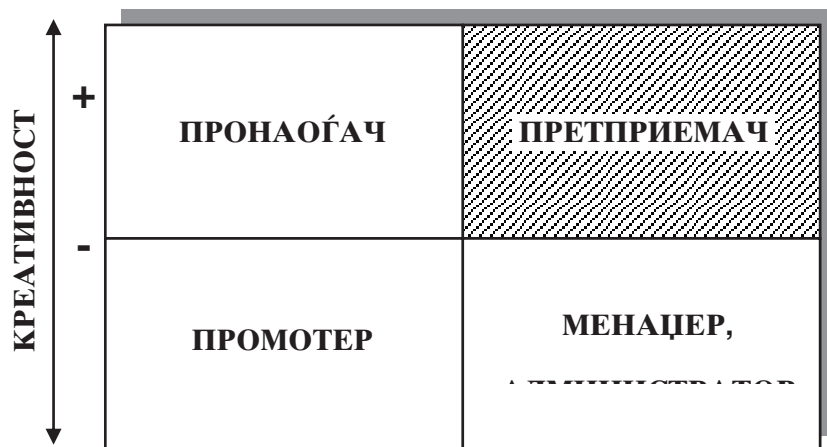 КРЕАТИВНОСТ
+
ПРОНАОЃАЧ
ПРЕТПРИЕМАЧ
-
ПРОМОТЕР
МЕНАЏЕР,